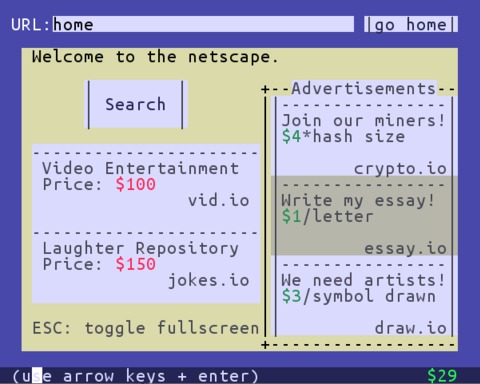 URL:home |go home|
Welcome to the netscape.
Search
Video Entertainment
Price: $100
vid.io
Laughter Repository
Price: $150
jokes.io
ESC: toggle fullscreen
+--Advertisements--
Join our miners!
$4*hash size
crypto.io
Write my essay!
$1/letter
essay.io
We need artists!
$3/symbol drawn
draw.io
(use arrow keys + enter) $29